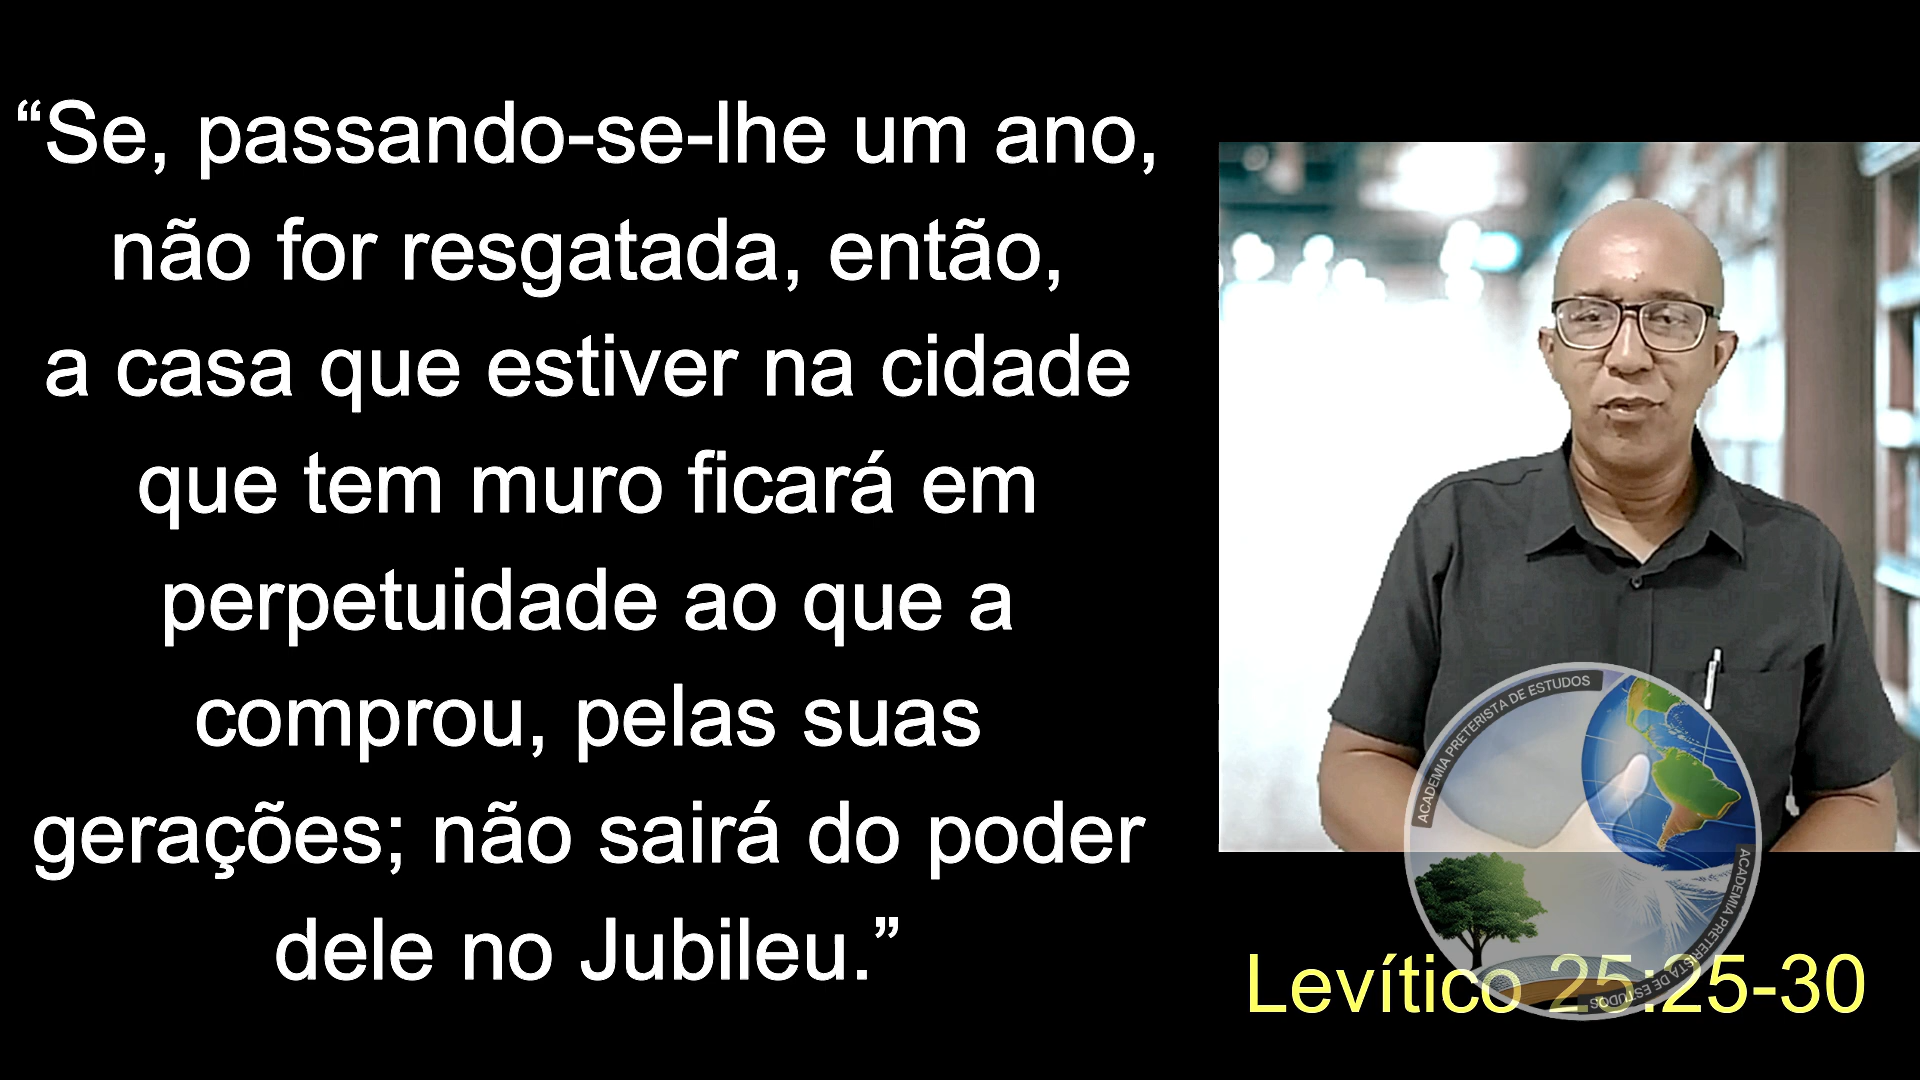 “Se, passando-se-lhe um ano,
não for resgatada, então,
a casa que estiver na cidade
que tem muro ficará em
perpetuidade ao que a
comprou, pelas suas
gerações; não sairá do poder
dele no Jubileu.”
ACADEMIA PRETERISTA DE ESTUDOS
ACADEMIA PRETERISTA DE ESTUDOS
Levítico 25:25-30